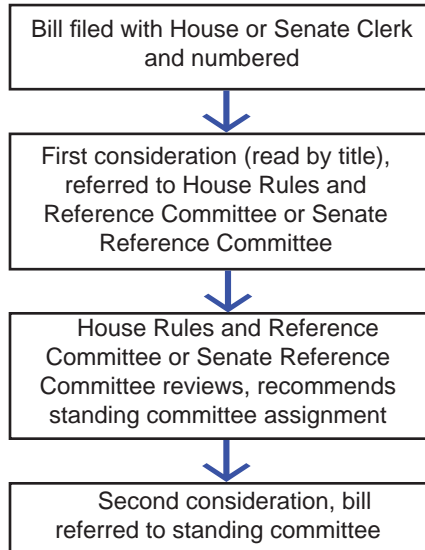 Bill filed with House or Senate Clerk
and numbered
First consideration (read by title),
referred to House Rules and
Reference Committee or Senate
Reference Committee
House Rules and Reference
Committee or Senate Reference
Committee reviews, recommends
standing committee assignment
Second consideration, bill
referred to standing committee